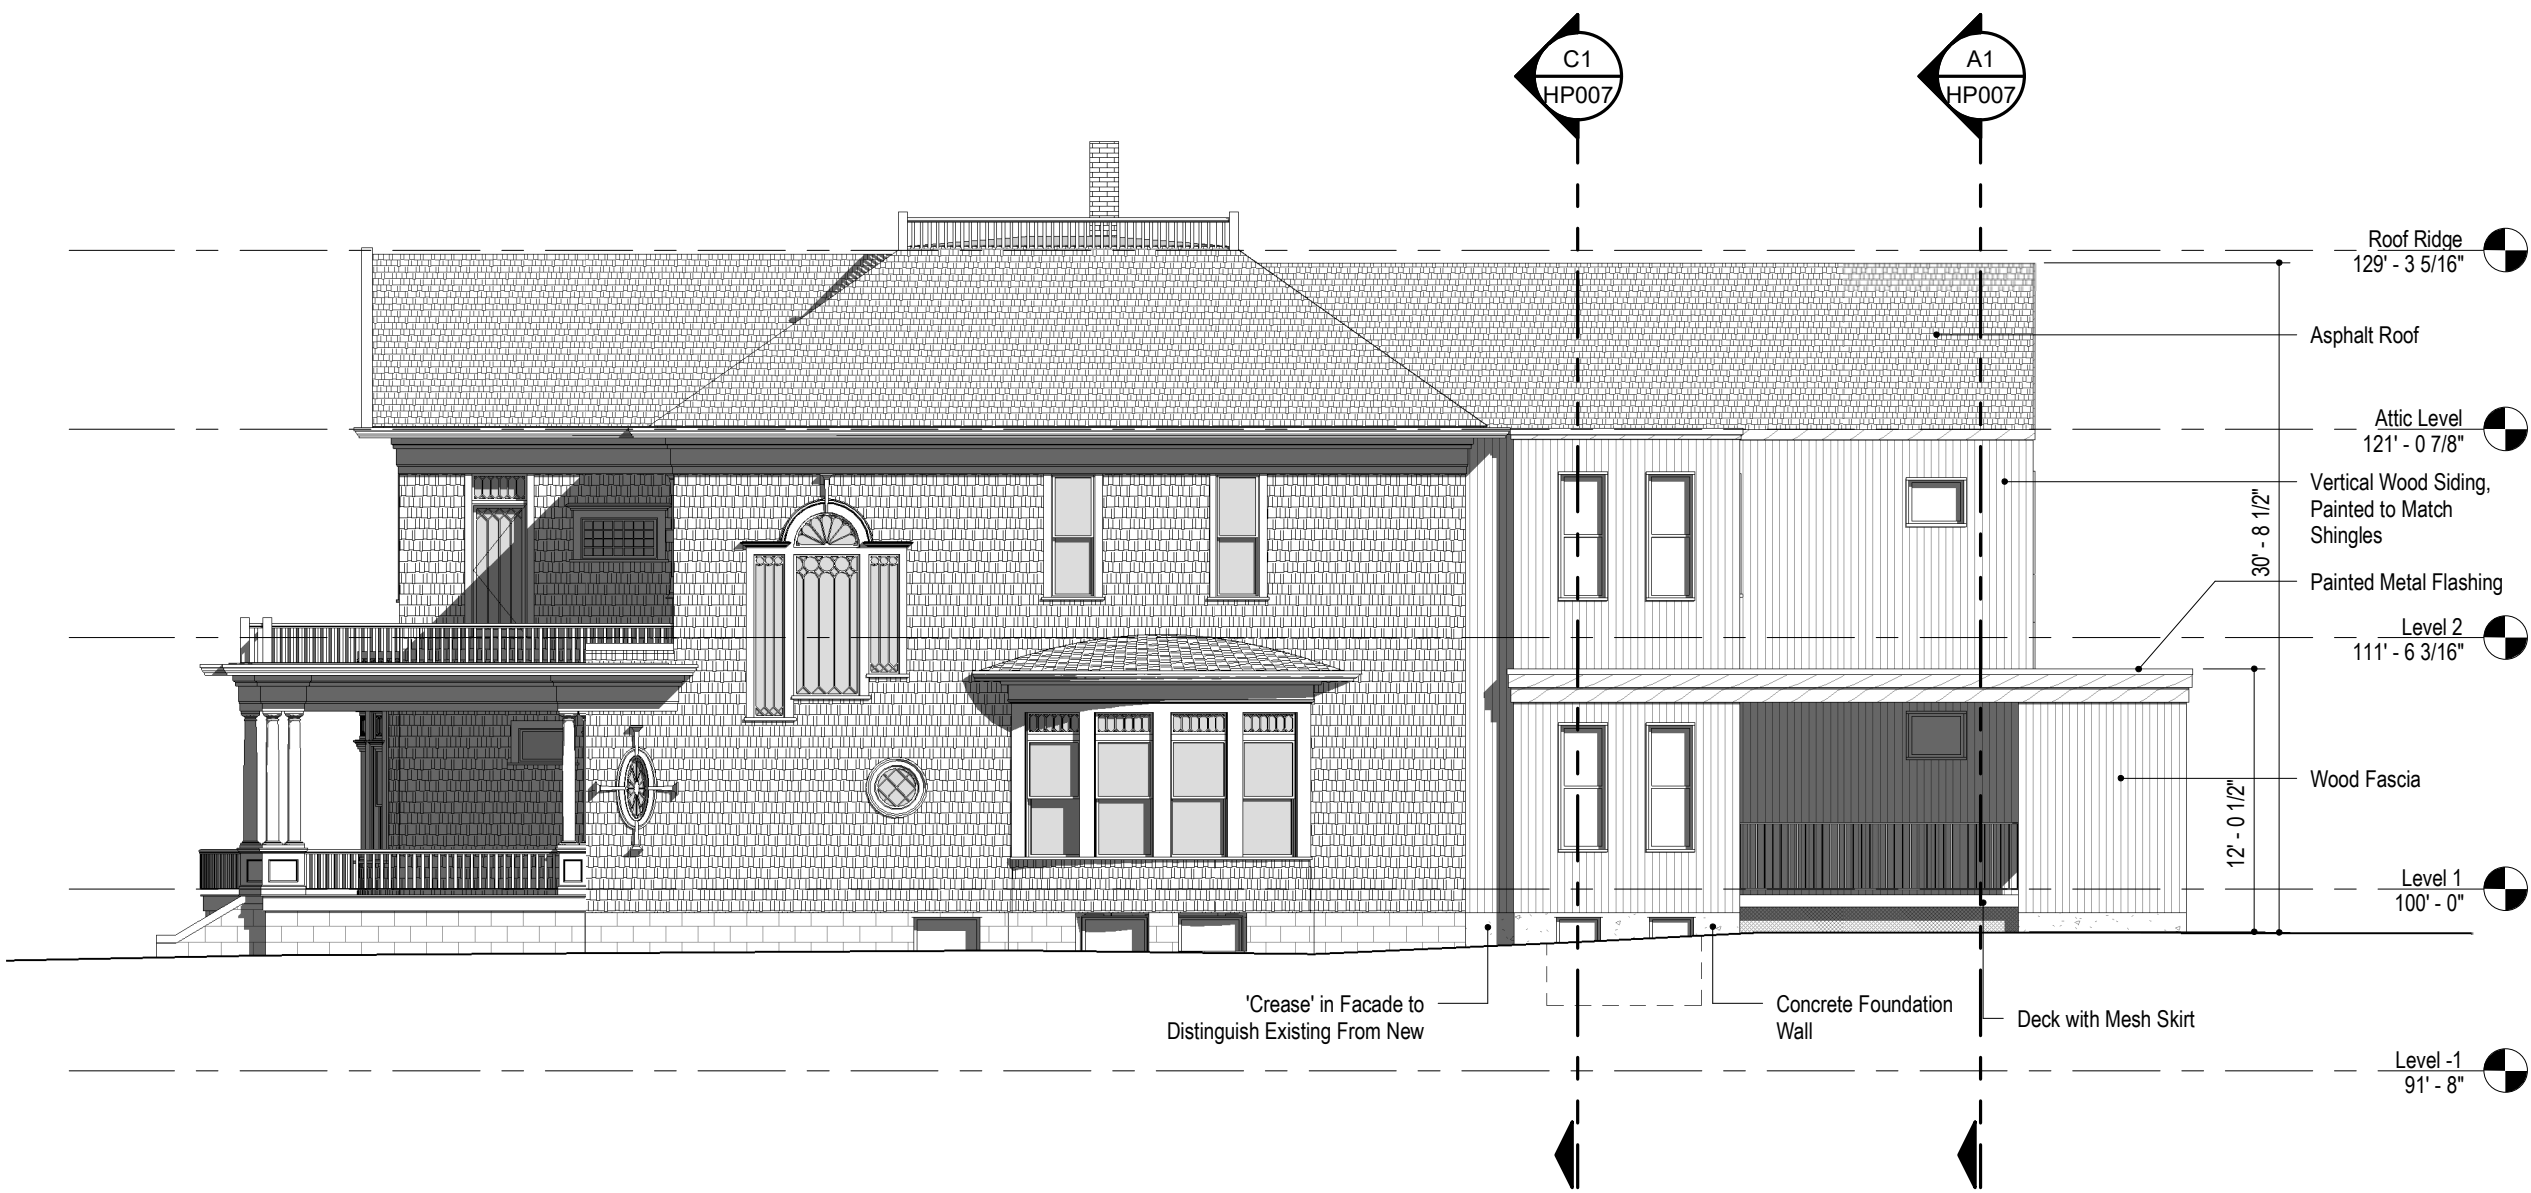 C1
HP007
A1
HP007
Roof Ridge
129' - 3 5/16"
Asphalt Roof
Attic Level
121' - 0 7/8"
Vertical Wood Siding,
Painted to Match
Shingles
30' - 8 1/2"
Painted Metal Flashing
Level 2
111' - 6 3/16"
Wood Fascia
12' - 0 1/2"
Level 1
100' - 0"
'Crease' in Facade to
Distinguish Existing From New
Concrete Foundation
Wall
Deck with Mesh Skirt
Level -1
91' - 8"